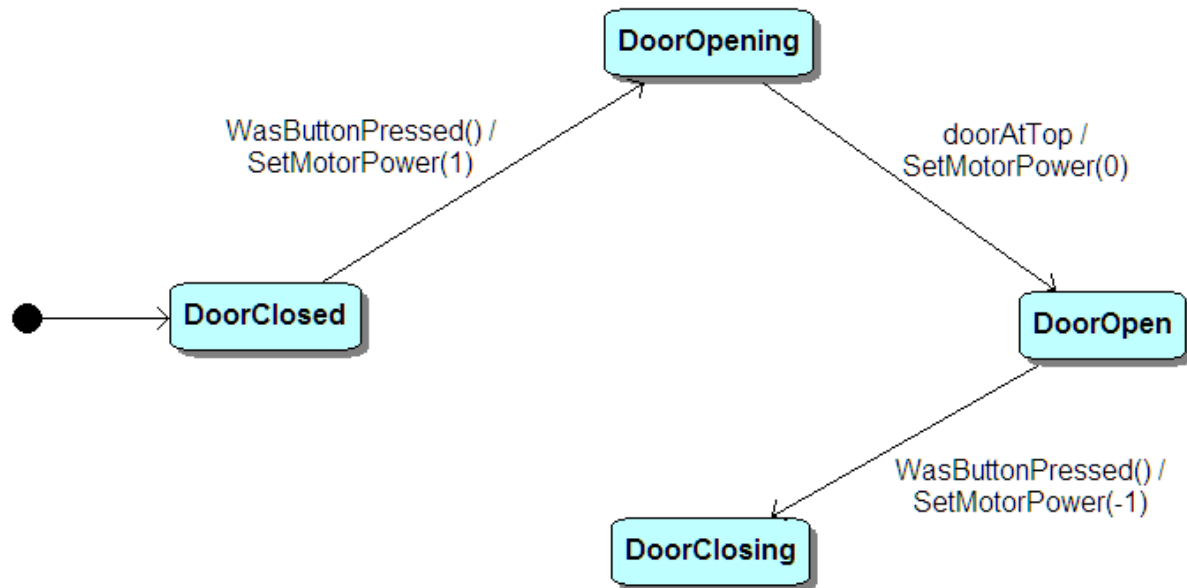 DoorOpening
WasButtonPressed() /
SetMotorPower(1)
doorAtTop /
SetMotorPower(0)
DoorClosed
DoorOpen
WasButtonPressed() /
SetMotorPower(-1)
DoorClosing